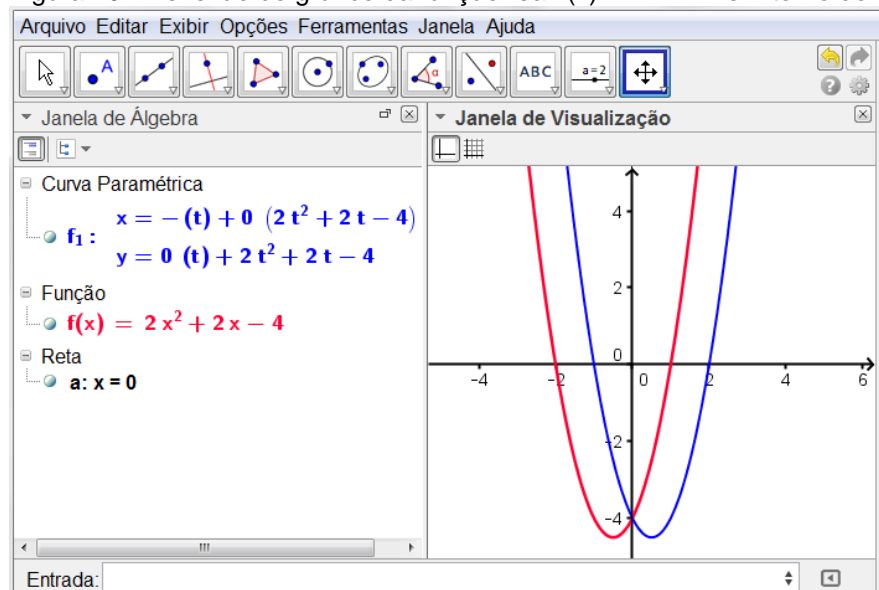 Arquivo Editar Exibir Opções Ferramentas Janela Ajuda
A
α
ABC
a=2
?
Janela de Álgebra
Janela de Visualização
Curva Paramétrica
f₁ :
x = − (t) + 0 (2 t² + 2 t − 4)
y = 0 (t) + 2 t² + 2 t − 4
Função
f(x) = 2 x² + 2 x − 4
Reta
a: x = 0
4
2
0
-4 -2 0 2 4 6
-2
-4
Entrada: